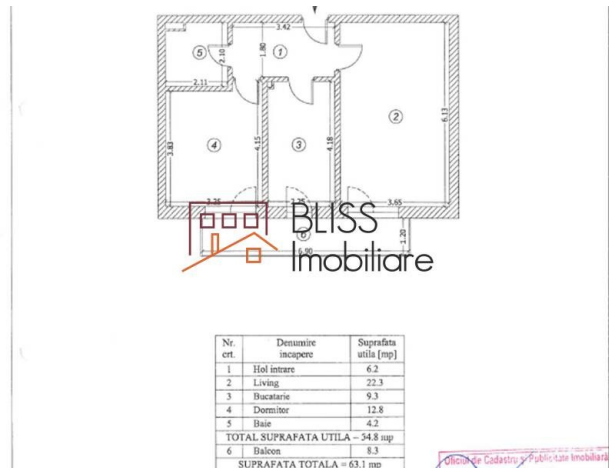 3.42
5
2.10
1.80
1
2.11
2
6.13
3.83
4
4.15
3
4.18
3.65
BLISS
6
1.20
6.90
Imobiliare
Nr. crt. Denumire incapere Suprafata utila [mp]
1 Hol intrare 6.2
2 Living 22.3
3 Bucatarie 9.3
4 Dormitor 12.8
5 Baie 4.2
TOTAL SUPRAFATA UTILA = 54.8 mp
6 Balcon 8.3
SUPRAFATA TOTALA = 63.1 mp
Oficiul de Cadastru și Publicitate Imobiliară